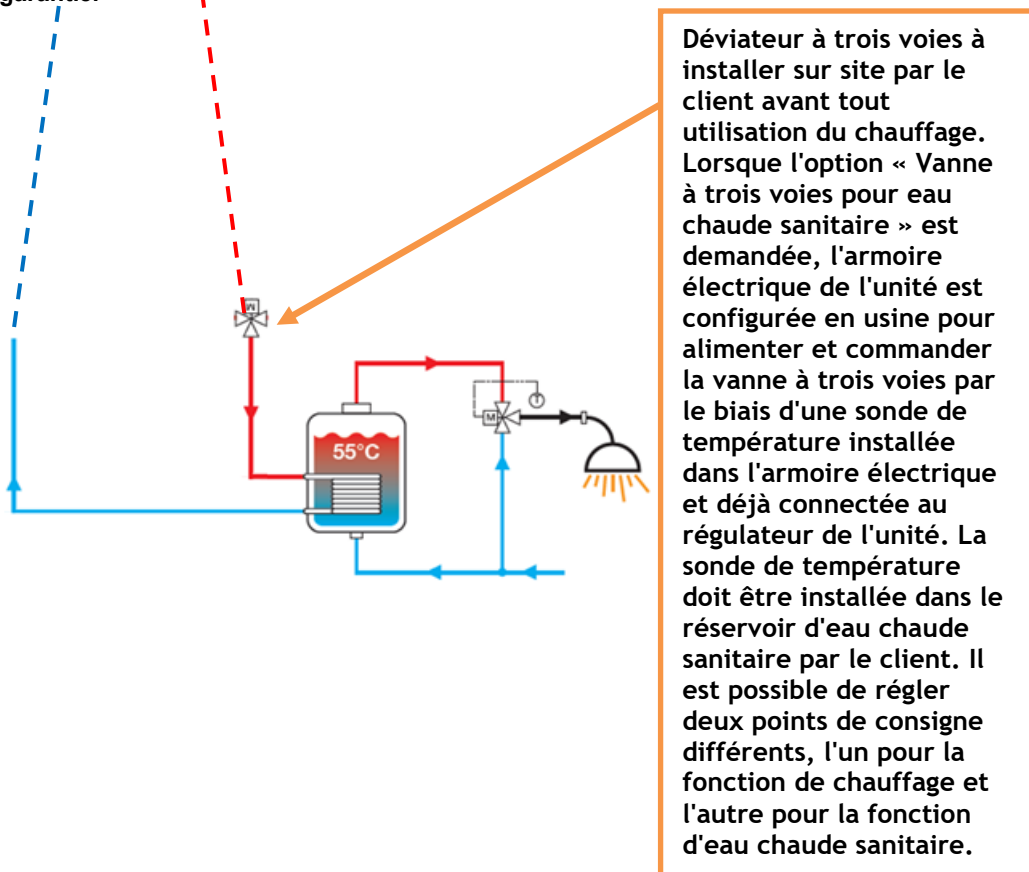 Déviateur à trois voies à
installer sur site par le
client avant tout
utilisation du chauffage.
Lorsque l'option « Vanne
à trois voies pour eau
chaude sanitaire » est
demandée, l'armoire
électrique de l'unité est
configurée en usine pour
alimenter et commander
la vanne à trois voies par
le biais d'une sonde de
température installée
dans l'armoire électrique
et déjà connectée au
régulateur de l'unité. La
sonde de température
doit être installée dans le
réservoir d'eau chaude
sanitaire par le client. Il
est possible de régler
deux points de consigne
différents, l'un pour la
fonction de chauffage et
l'autre pour la fonction
d'eau chaude sanitaire.
M
55°C
M
T